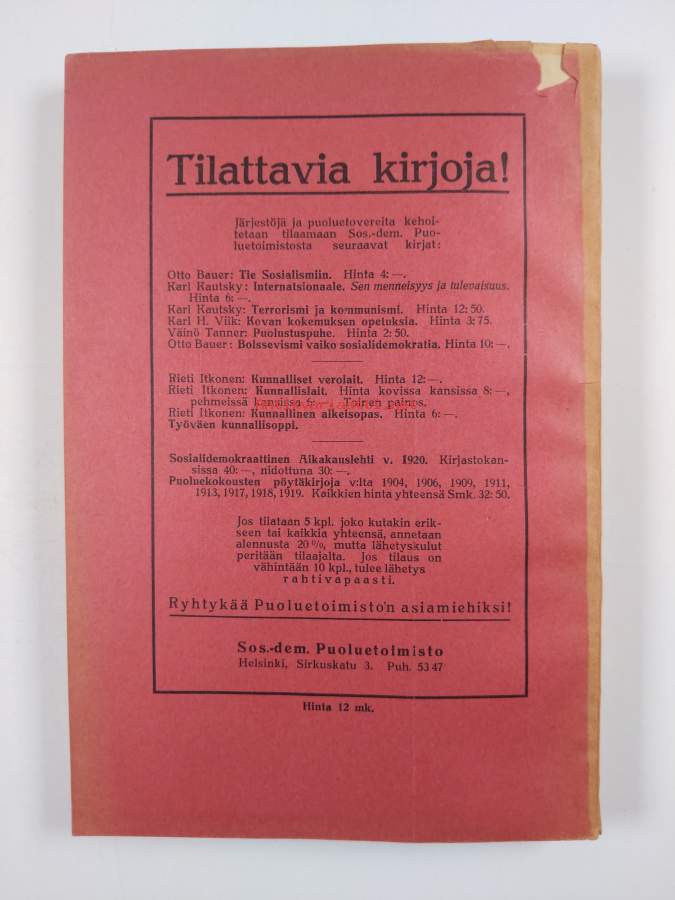 Tilattavia kirjoja!
Järjestöjä ja puoluetovereita kehoi-
tetaan tilaamaan Sos.-dem. Puo-
luetoimistosta seuraavat kirjat:
Otto Bauer: Tie Sosialismiin. Hinta 4: —.
Karl Kautsky: Internatsionaale. Sen menneisyys ja tulevaisuus.
Hinta 6: —.
Karl Kautsky: Terrorismi ja kommunismi. Hinta 12: 50.
Karl H. Viik: Kovan kokemuksen opetuksia. Hinta 3: 75.
Väinö Tanner: Puolustuspuhe. Hinta 2: 50.
Otto Bauer: Bolssevismi vaiko sosialidemokratia. Hinta 10: —.
Rieti Itkonen: Kunnalliset verolait. Hinta 12: —.
Rieti Itkonen: Kunnallislait. Hinta kovissa kansissa 8: —,
pehmeissä kansissa 5: —. Toinen painos.
Rieti Itkonen: Kunnallinen alkeisopas. Hinta 6: —.
Työväen kunnallisoppi.
Sosialidemokraattinen Aikakauslehti v. 1920. Kirjastokan-
sissa 40: —, nidottuna 30: —.
Puoluekokousten pöytäkirjoja v:lta 1904, 1906, 1909, 1911,
1913, 1917, 1918, 1919. Kaikkien hinta yhteensä Smk. 32: 50.
Jos tilataan 5 kpl. joko kutakin erik-
seen tai kaikkia yhteensä, annetaan
alennusta 20 %, mutta lähetyskulut
peritään tilaajalta. Jos tilaus on
vähintään 10 kpl., tulee lähetys
rahtivapaasti.
Ryhtykää Puoluetoimisto'n asiamiehiksi!
Sos.-dem. Puoluetoimisto
Helsinki, Sirkuskatu 3. Puh. 53 47
Hinta 12 mk.